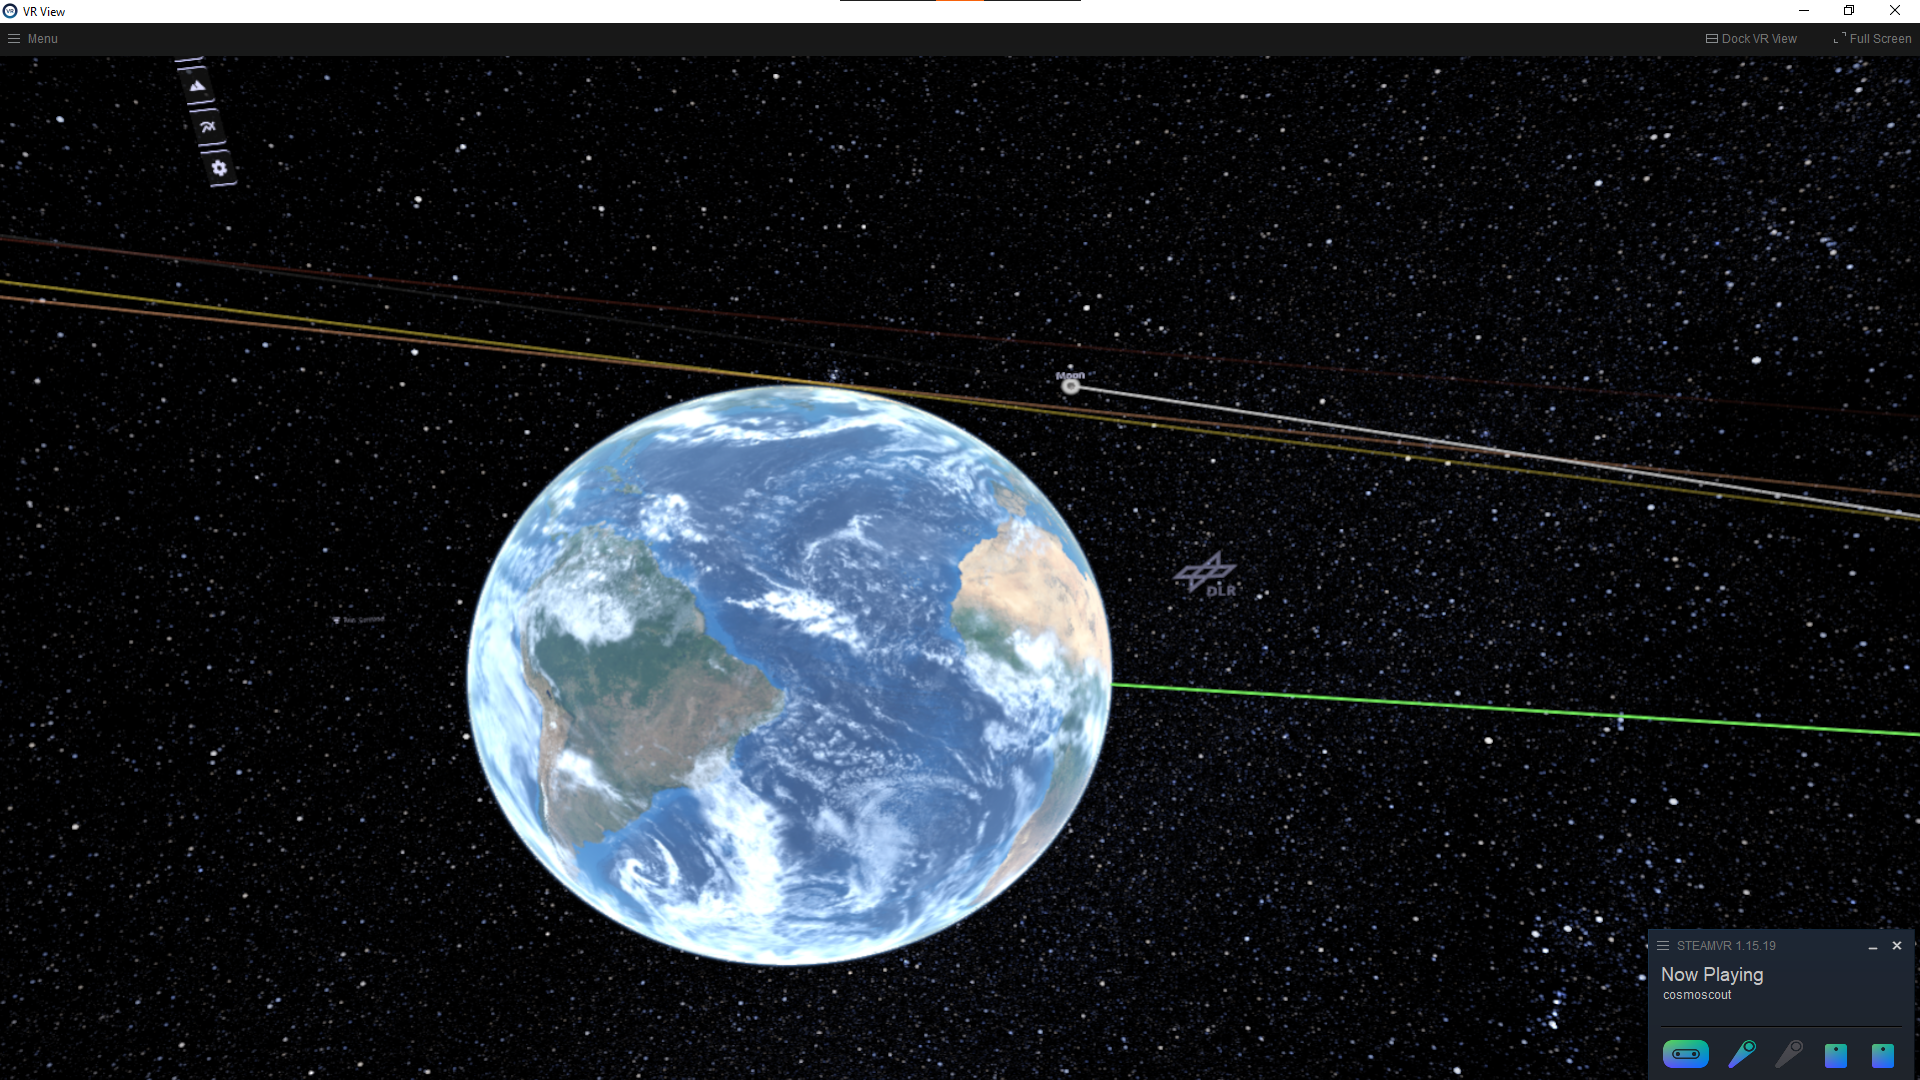 VR View
Menu
Dock VR View
Full Screen
Moon
DLR
STEAMVR 1.15.19
Now Playing
cosmoscout